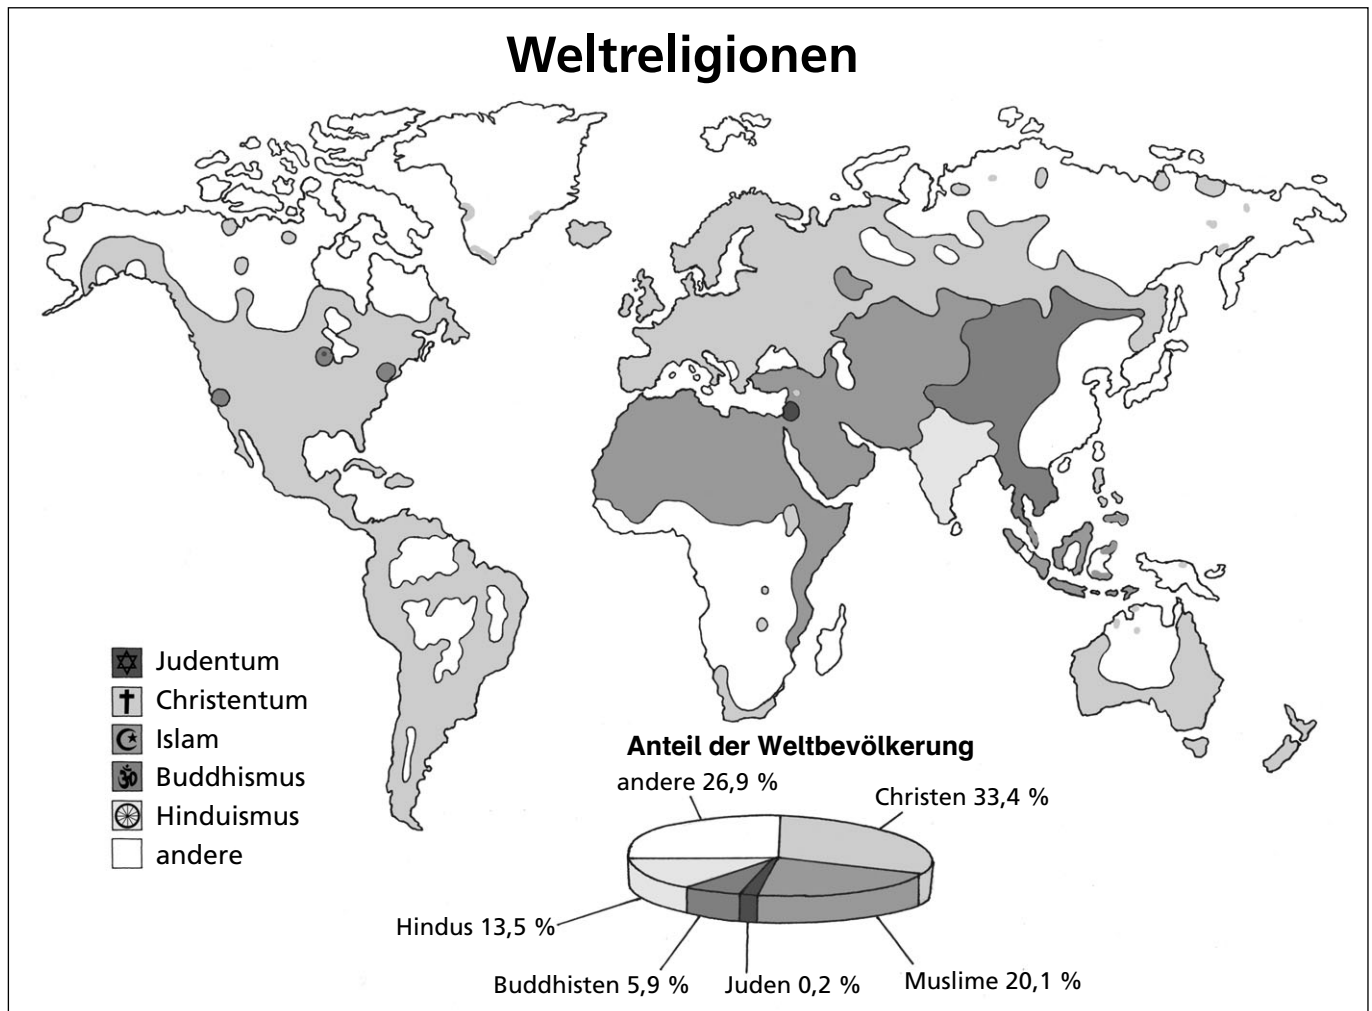 Weltreligionen
Judentum
Christentum
Islam
Buddhismus
Hinduismus
andere
Anteil der Weltbevölkerung
andere 26,9 %
Christen 33,4 %
Hindus 13,5 %
Buddhisten 5,9 %
Juden 0,2 %
Muslime 20,1 %